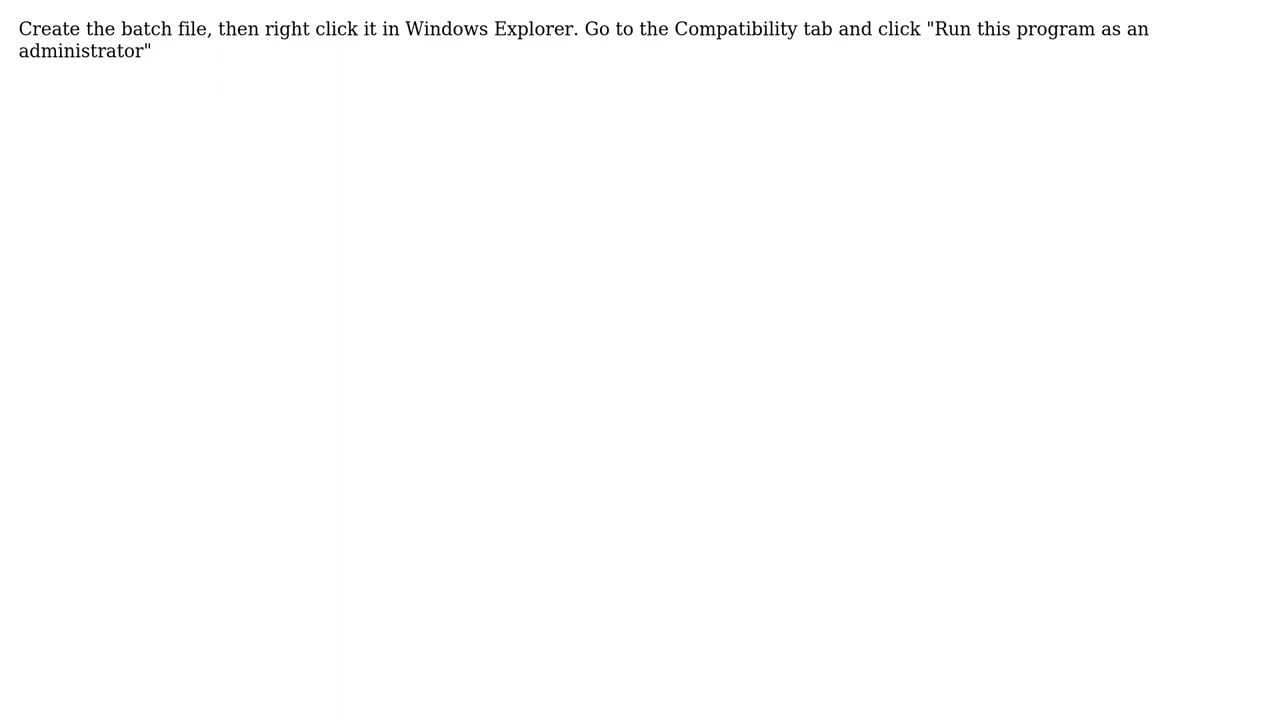 Create the batch file, then right click it in Windows Explorer. Go to the Compatibility tab and click "Run this program as an
administrator"